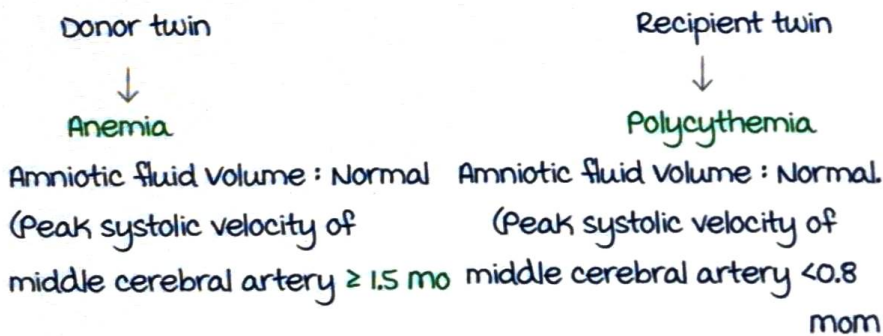 Donor twin
↓
Anemia
Amniotic fluid volume : Normal
(Peak systolic velocity of
middle cerebral artery ≥ 1.5 mo
Recipient twin
↓
Polycythemia
Amniotic fluid volume : Normal.
(Peak systolic velocity of
middle cerebral artery <0.8
mom